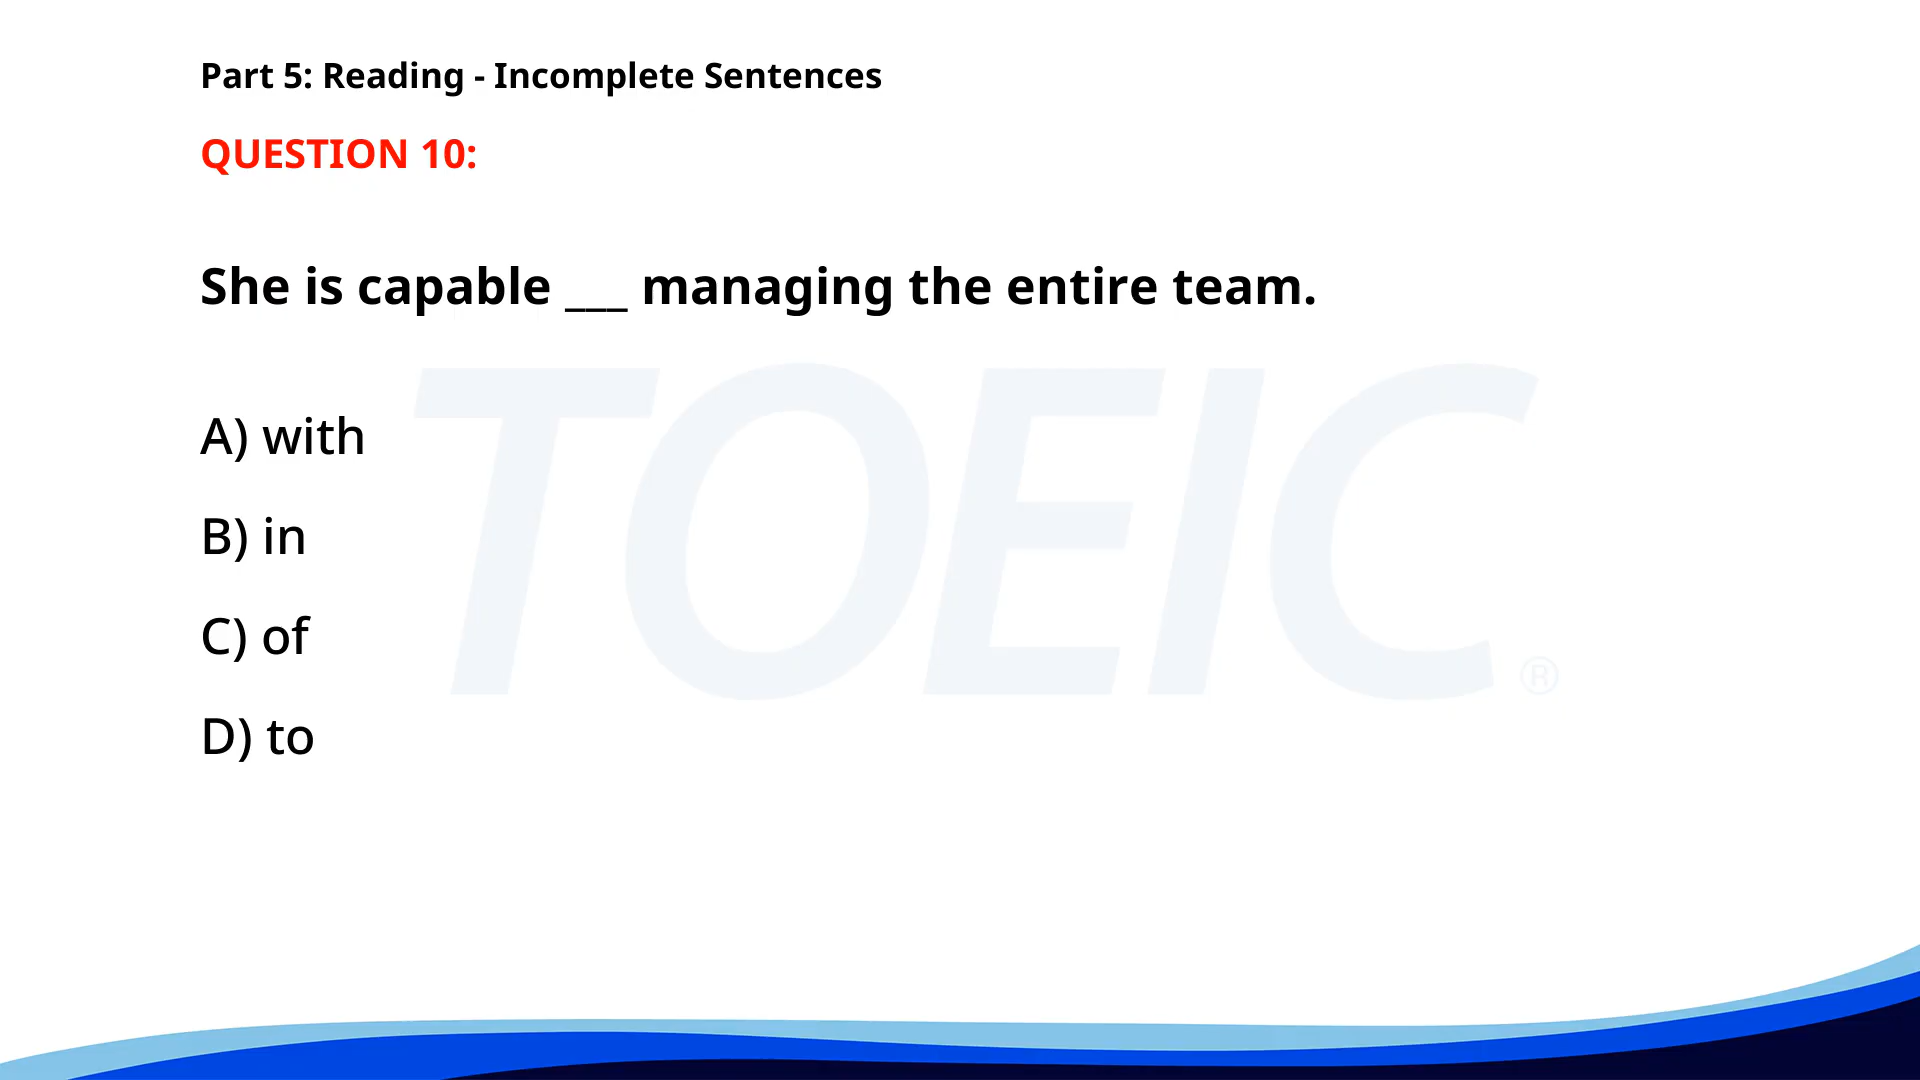 Part 5: Reading - Incomplete Sentences
QUESTION 10:
She is capable ___ managing the entire team.
TOEIC®
A) with
B) in
C) of
D) to